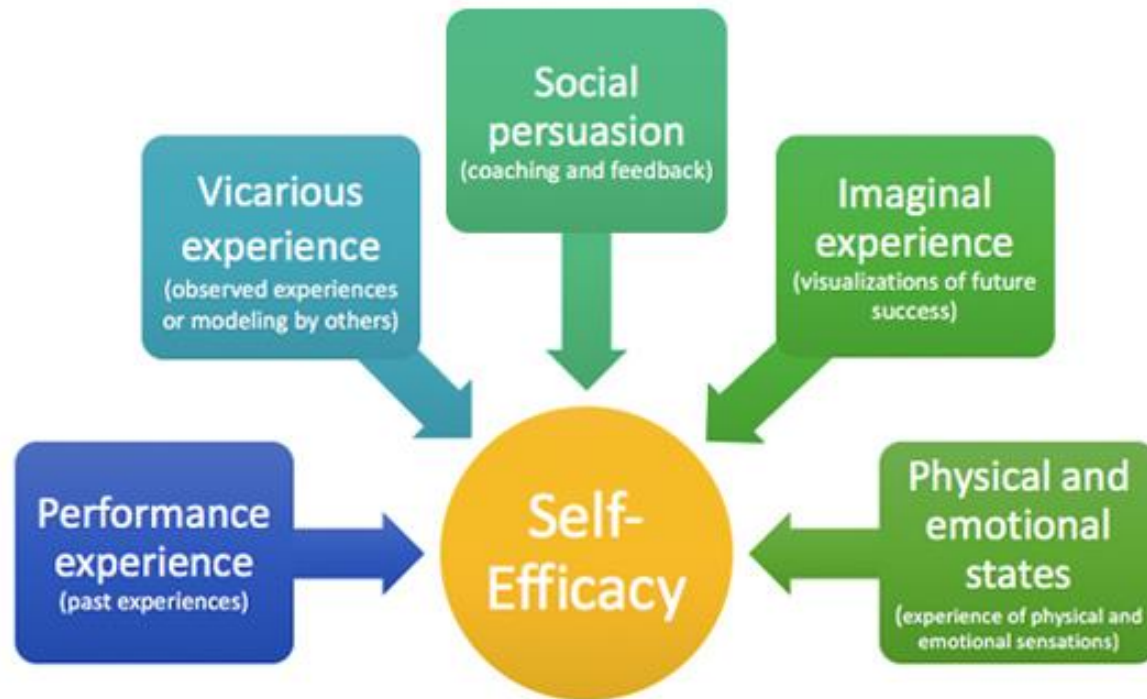 Social
persuasion
(coaching and feedback)
Vicarious
experience
(observed experiences
or modeling by others)
Imaginal
experience
(visualizations of future
success)
Performance
experience
(past experiences)
Self-
Efficacy
Physical and
emotional
states
(experience of physical and
emotional sensations)